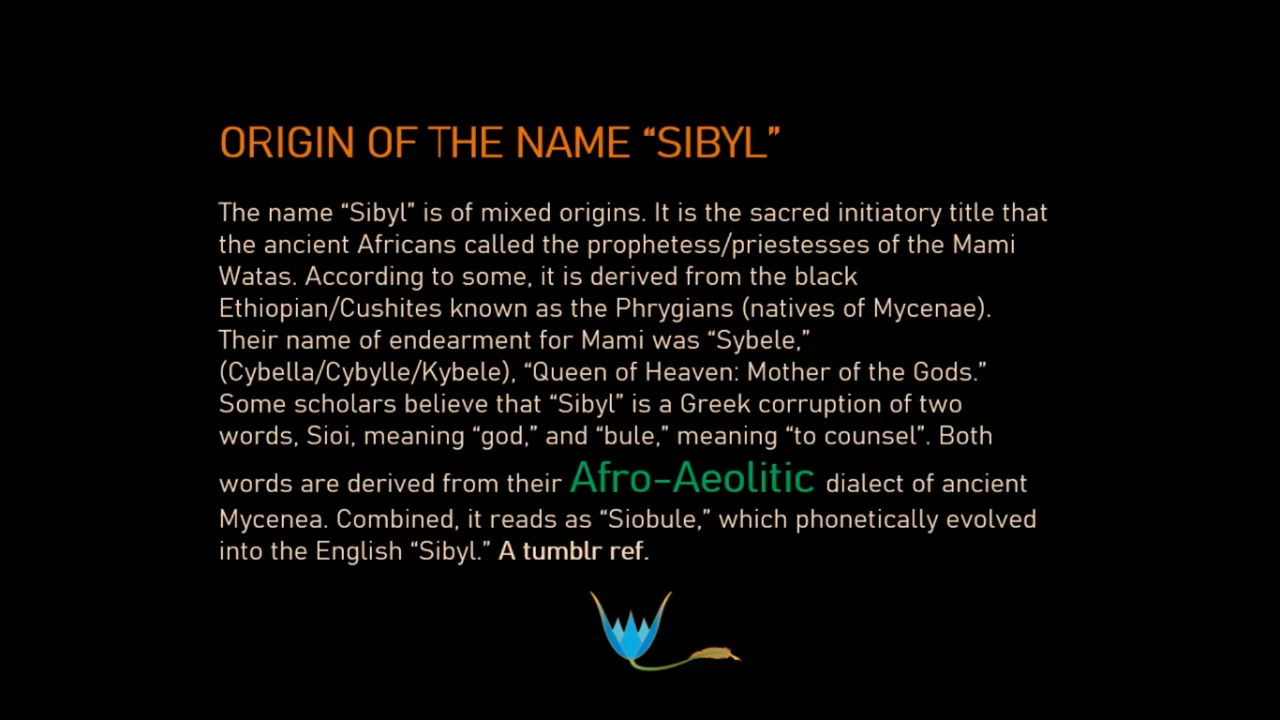 ORIGIN OF THE NAME “SIBYL”
The name “Sibyl” is of mixed origins. It is the sacred initiatory title that
the ancient Africans called the prophetess/priestesses of the Mami
Watas. According to some, it is derived from the black
Ethiopian/Cushites known as the Phrygians (natives of Mycenae).
Their name of endearment for Mami was “Sybele,”
(Cybella/Cybylle/Kybele), “Queen of Heaven: Mother of the Gods.”
Some scholars believe that “Sibyl” is a Greek corruption of two
words, Sioi, meaning “god,” and “bule,” meaning “to counsel”. Both
words are derived from their Afro-Aeolitic dialect of ancient
Mycenea. Combined, it reads as “Siobule,” which phonetically evolved
into the English “Sibyl.” A tumblr ref.